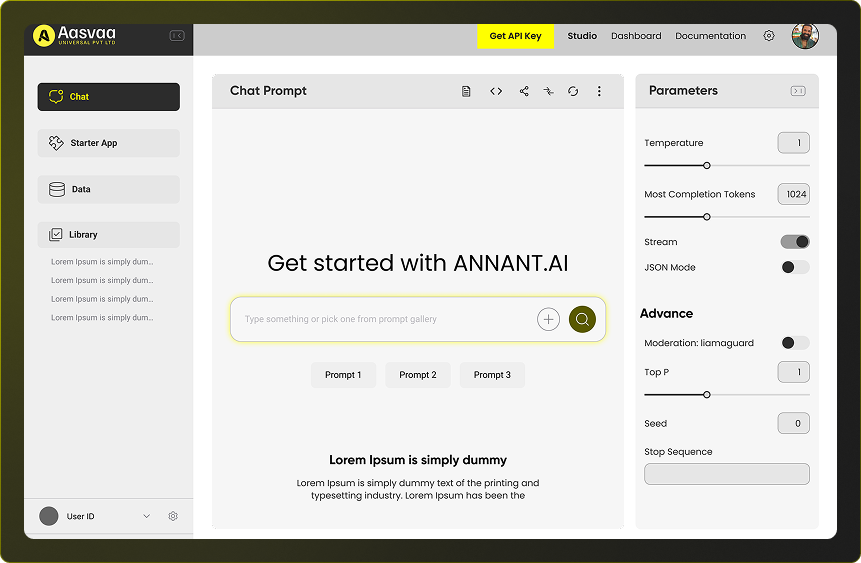 Aasvaa
UNIVERSAL PVT LTD
Get API Key
Studio
Dashboard
Documentation
Chat
Starter App
Data
Library
Lorem Ipsum is simply dum...
Lorem Ipsum is simply dum...
Lorem Ipsum is simply dum...
Lorem Ipsum is simply dum...
User ID
Chat Prompt
Get started with ANNANT.AI
Type something or pick one from prompt gallery
Prompt 1
Prompt 2
Prompt 3
Lorem Ipsum is simply dummy
Lorem Ipsum is simply dummy text of the printing and
typesetting industry. Lorem Ipsum has been the
Parameters
Temperature 1
Most Completion Tokens 1024
Stream
JSON Mode
Advance
Moderation: liamaguard
Top P 1
Seed 0
Stop Sequence